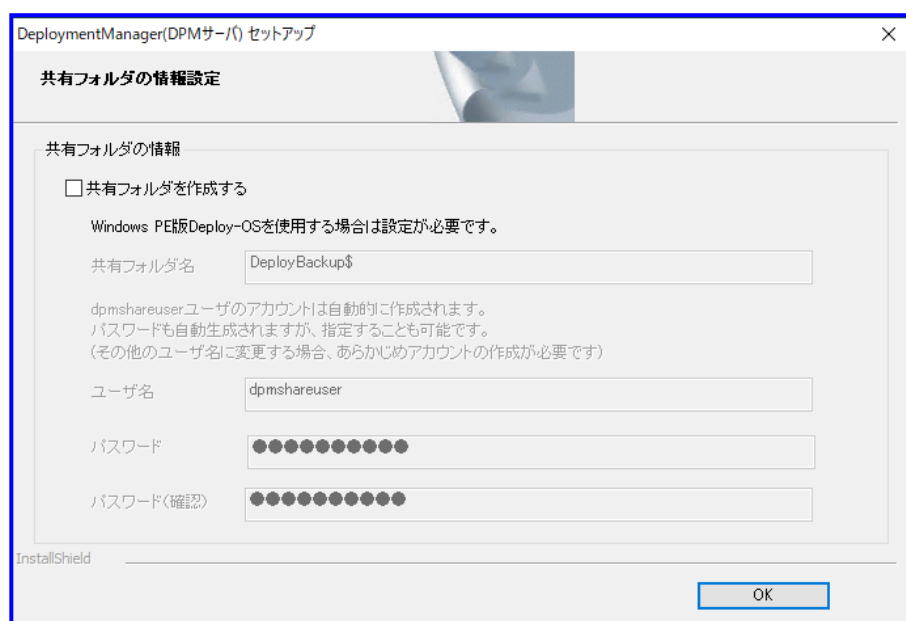 DeploymentManager(DPMサーバ) セットアップ
共有フォルダの情報設定
共有フォルダの情報
共有フォルダを作成する
Windows PE版Deploy-OSを使用する場合は設定が必要です。
共有フォルダ名
DeployBackup$
dpmshareuserユーザのアカウントは自動的に作成されます。
パスワードも自動生成されますが、指定することも可能です。
(その他のユーザ名に変更する場合、あらかじめアカウントの作成が必要です)
ユーザ名
dpmshareuser
パスワード
●●●●●●●●●●
パスワード(確認)
●●●●●●●●●●
InstallShield
OK